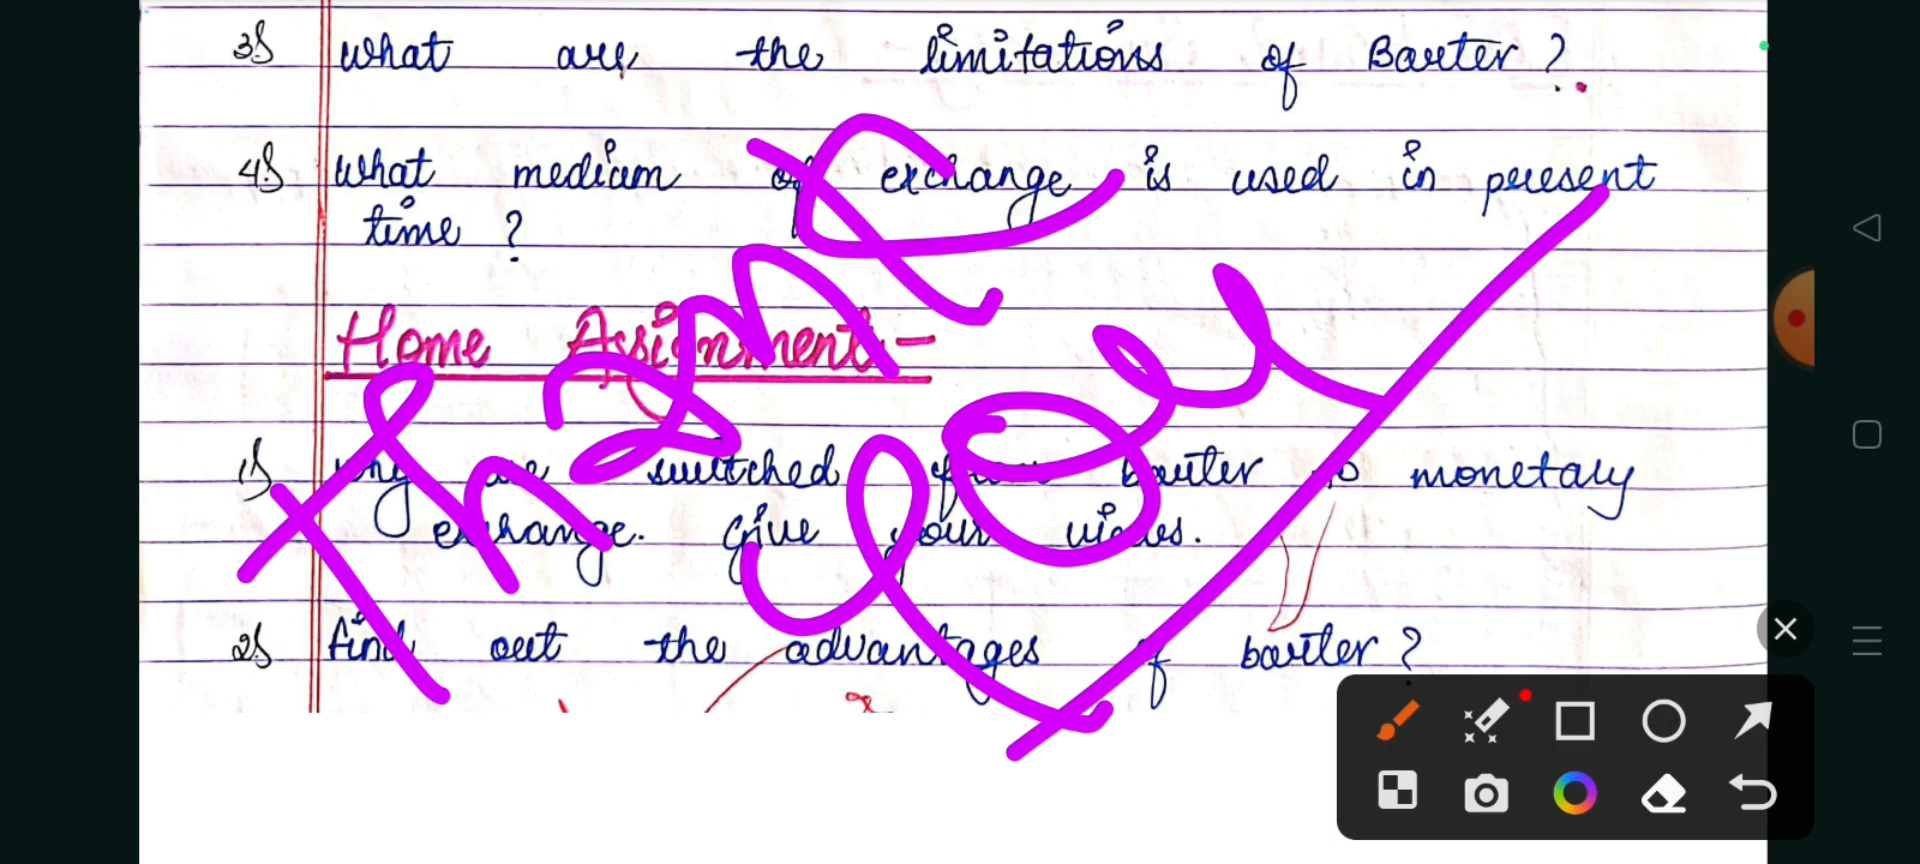 3) What are the limitations of Barter?
4) What medium of exchange is used in present
time?
Home Assignment-
1) why are switched from barter to monetary
exchange. Give your views.
2) find out the advantages of barter?
Thank you